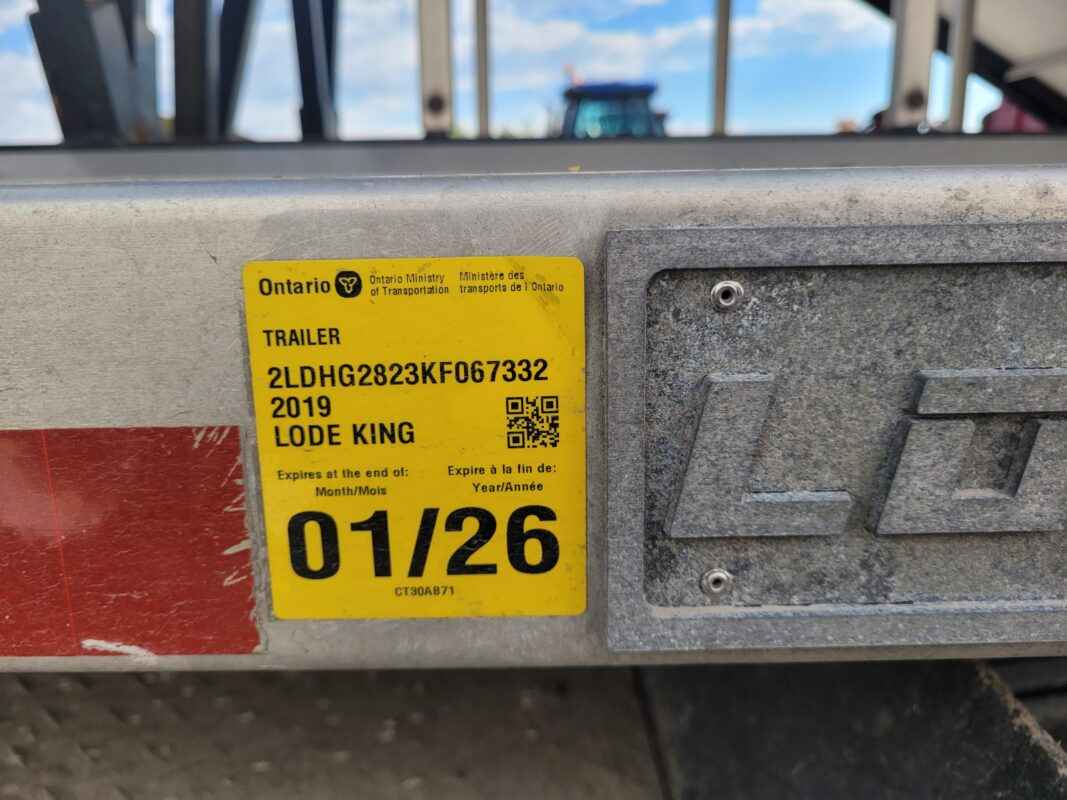 Ontario
Ontario Ministry
of Transportation
Ministère des
transports de l'Ontario
TRAILER
2LDHG2823KF067332
2019
LODE KING
Expires at the end of:
Month/Mois
Expire à la fin de:
Year/Année
01/26
CT30AB71
LO